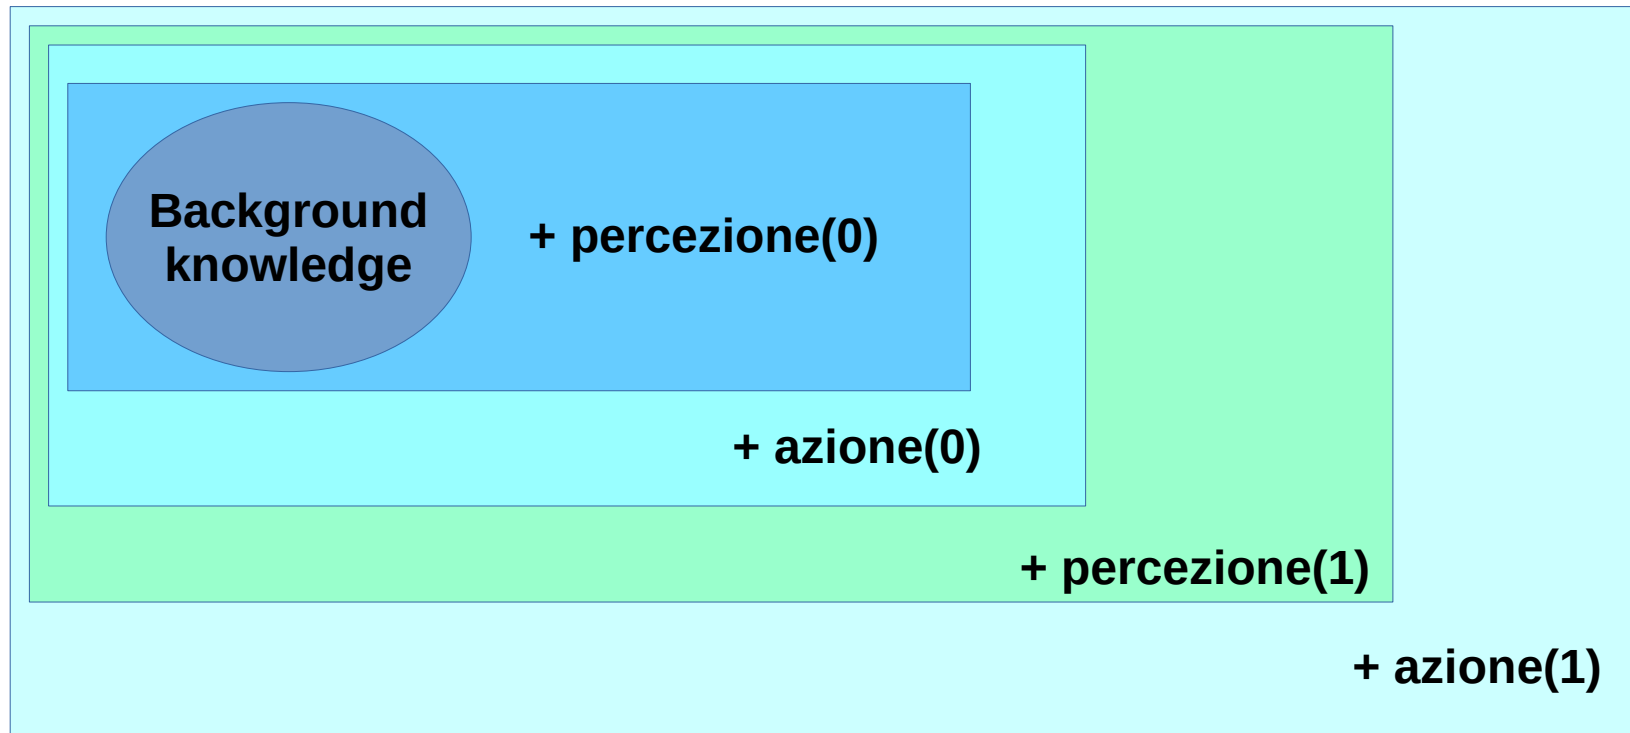 Background
knowledge
+ percezione(0)
+ azione(0)
+ percezione(1)
+ azione(1)